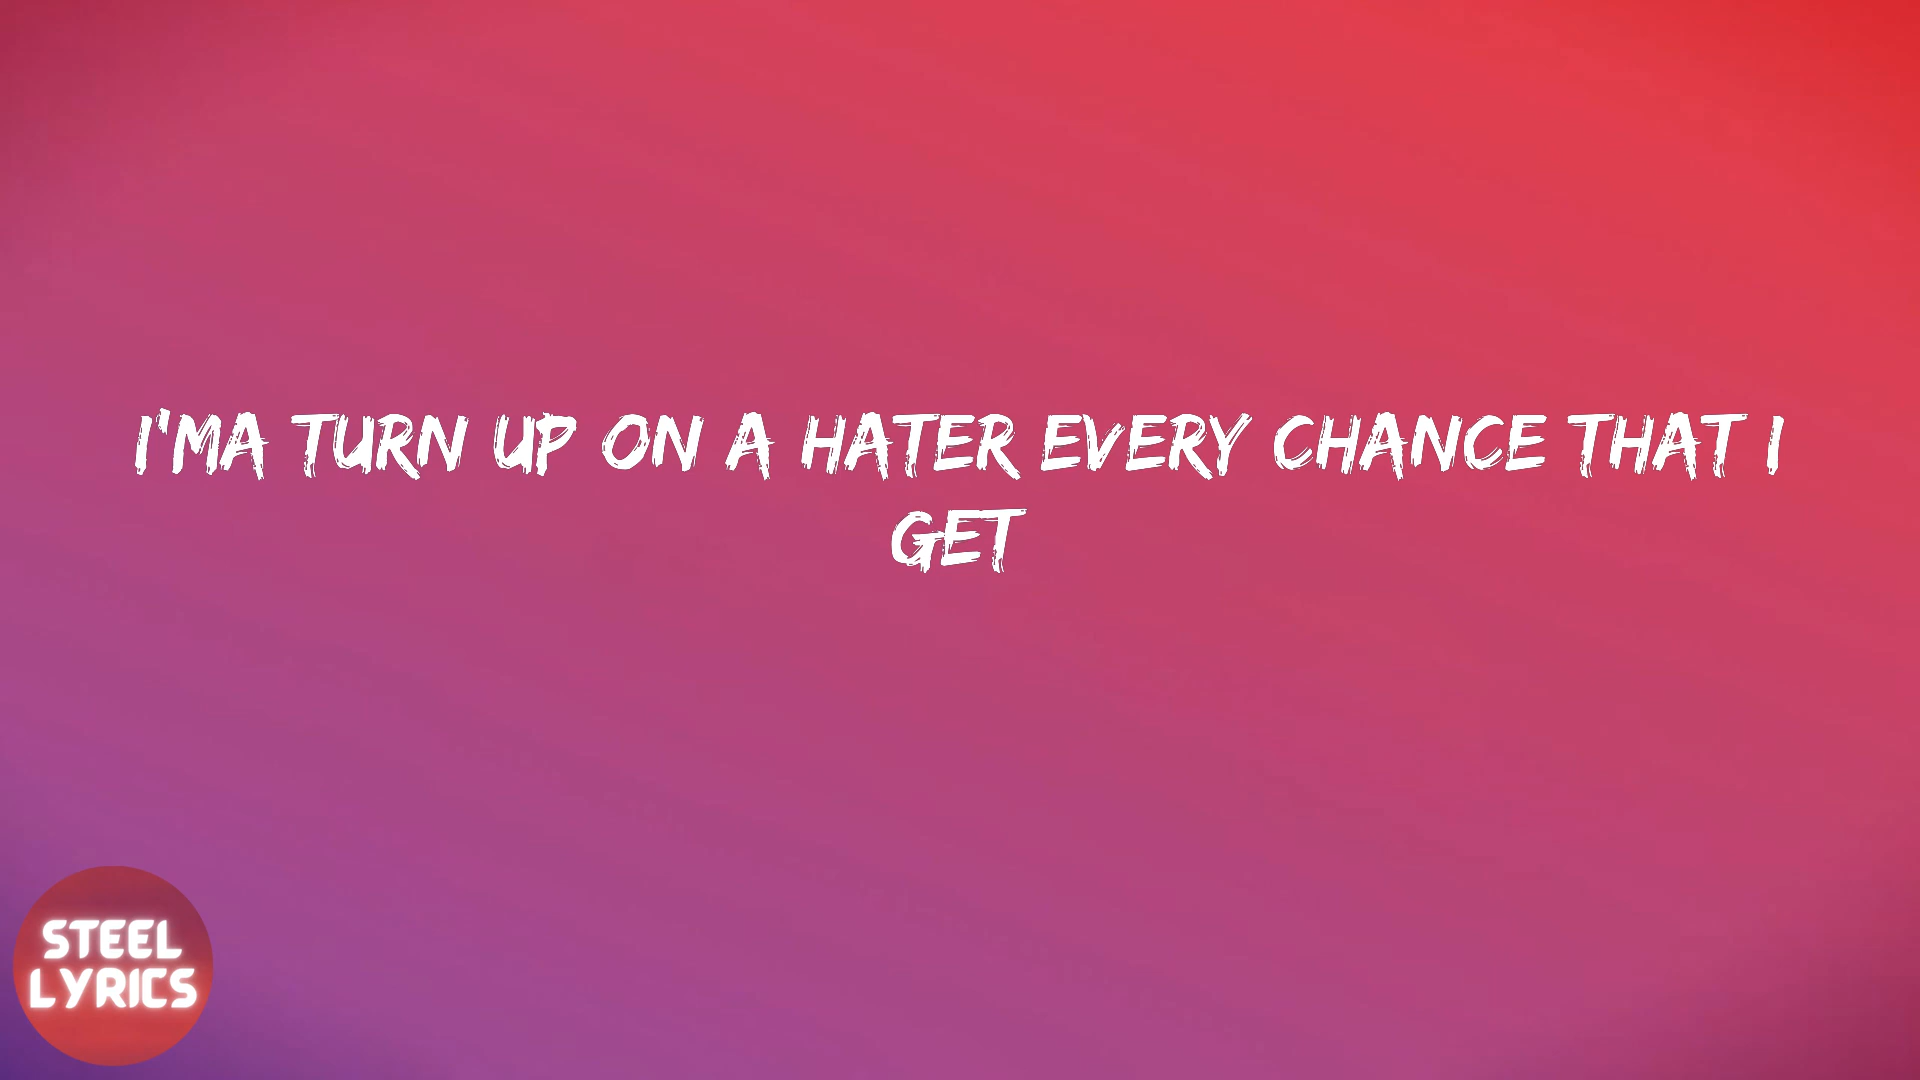 I'MA TURN UP ON A HATER EVERY CHANCE THAT I
GET
STEEL
LYRICS